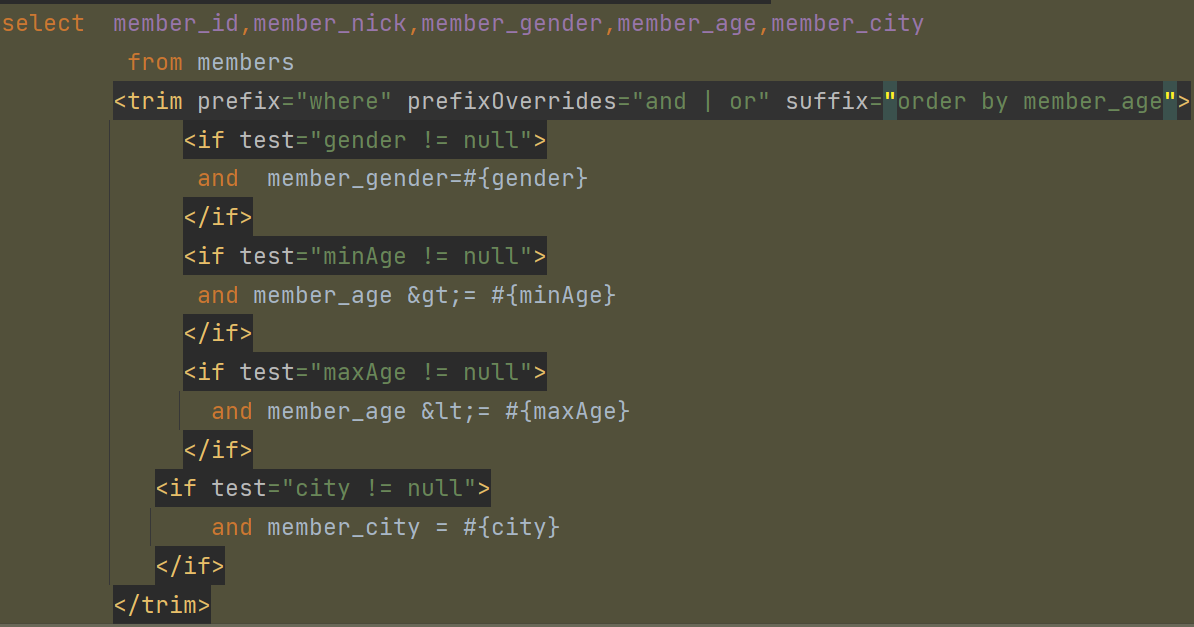 select  member_id,member_nick,member_gender,member_age,member_city
from members
<trim prefix="where" prefixOverrides="and | or" suffix="order by member_age">
<if test="gender != null">
and  member_gender=#{gender}
</if>
<if test="minAge != null">
and member_age &gt;= #{minAge}
</if>
<if test="maxAge != null">
and member_age &lt;= #{maxAge}
</if>
<if test="city != null">
and member_city = #{city}
</if>
</trim>